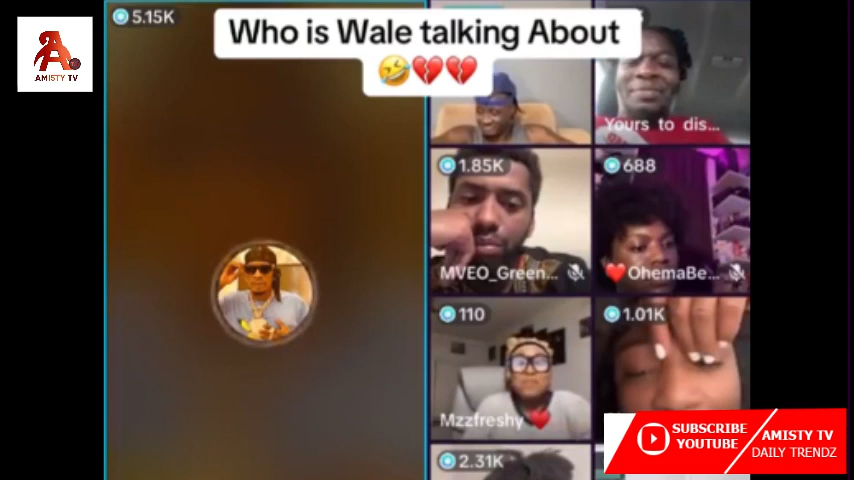 5.15K
Who is Wale talking About
🤣💔💔
AMISTY TV
Yours to dis...
1.85K
688
MVEO_Green...
❤️OhemaBe...
110
1.01K
Mzzfreshy ❤️
2.31K
SUBSCRIBE
YOUTUBE
AMISTY TV
DAILY TRENDZ